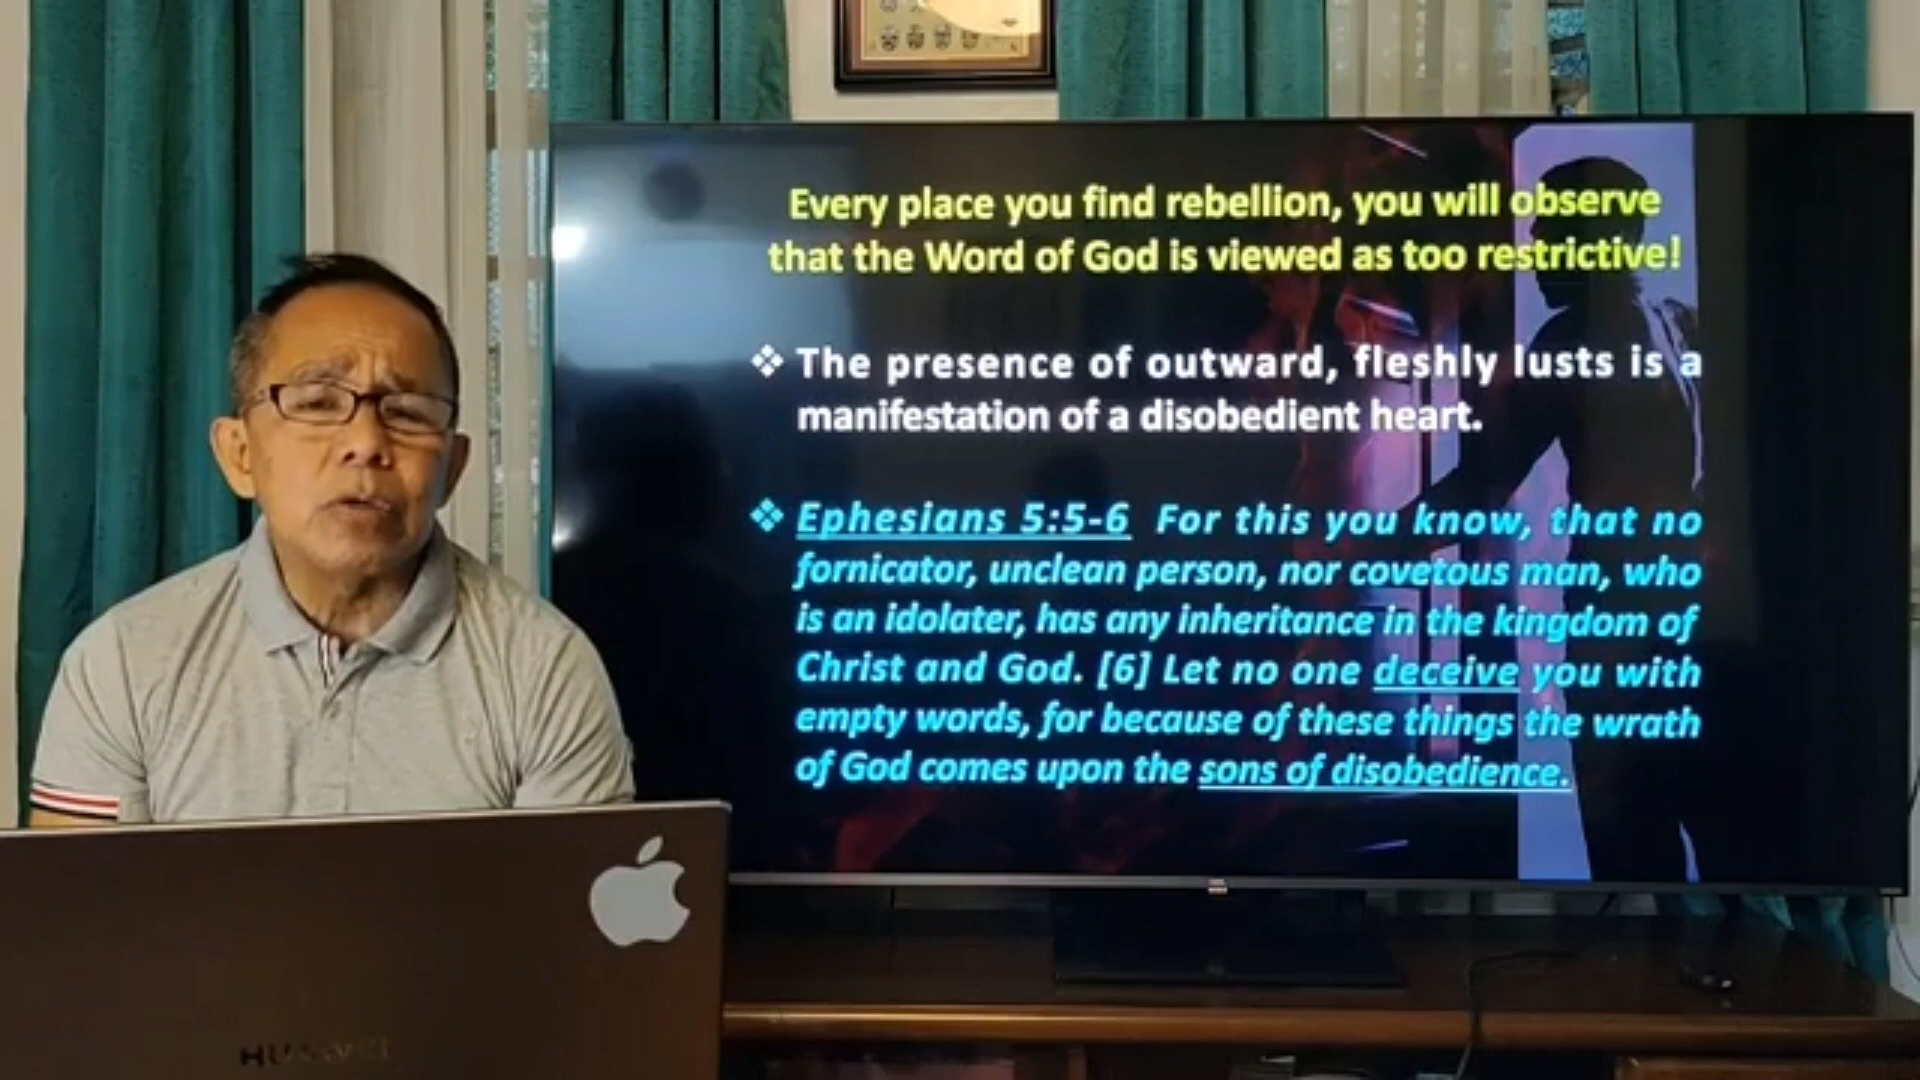 Every place you find rebellion, you will observe
that the Word of God is viewed as too restrictive!
❖ The presence of outward, fleshly lusts is a
manifestation of a disobedient heart.
❖ Ephesians 5:5-6 For this you know, that no
fornicator, unclean person, nor covetous man, who
is an idolater, has any inheritance in the kingdom of
Christ and God. [6] Let no one deceive you with
empty words, for because of these things the wrath
of God comes upon the sons of disobedience.
HUAWEI